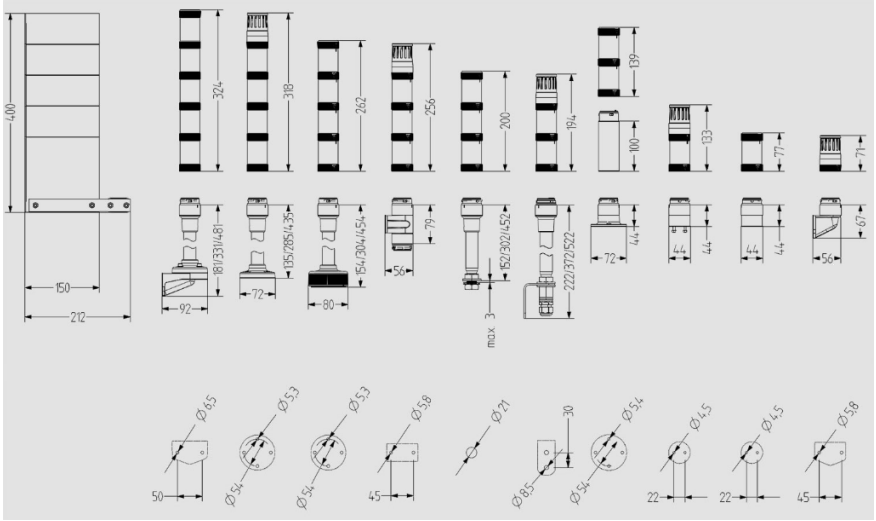 400
150
212
324
318
262
256
200
194
139
100
133
77
71
181/331/481
92
135/285/435
72
154/304/454
80
79
56
152/302/452
max 3
222/372/522
44
72
44
44
44
44
67
56
Ø 6,5
50
Ø 5,3
Ø 54
Ø 5,3
Ø 54
Ø 5,8
45
Ø 21
30
Ø 8,5
Ø 5,4
Ø 54
Ø 4,5
22
Ø 4,5
22
Ø 5,8
45